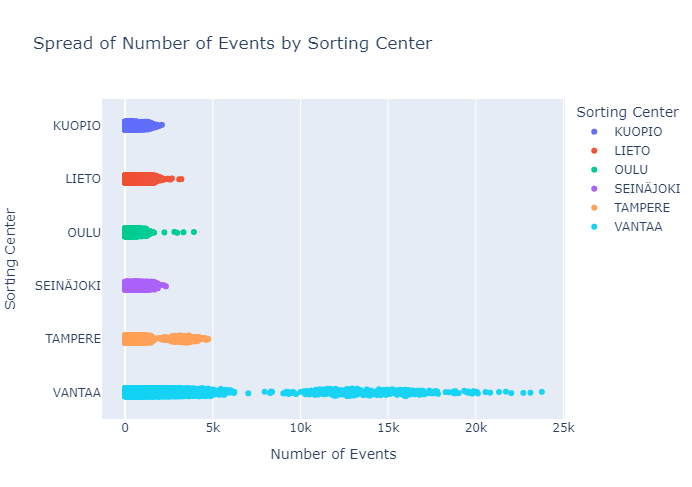 Spread of Number of Events by Sorting Center
Sorting Center
KUOPIO
LIETO
OULU
SEINÄJOKI
TAMPERE
VANTAA
0
5k
10k
15k
20k
25k
Number of Events
Sorting Center
KUOPIO
LIETO
OULU
SEINÄJOKI
TAMPERE
VANTAA